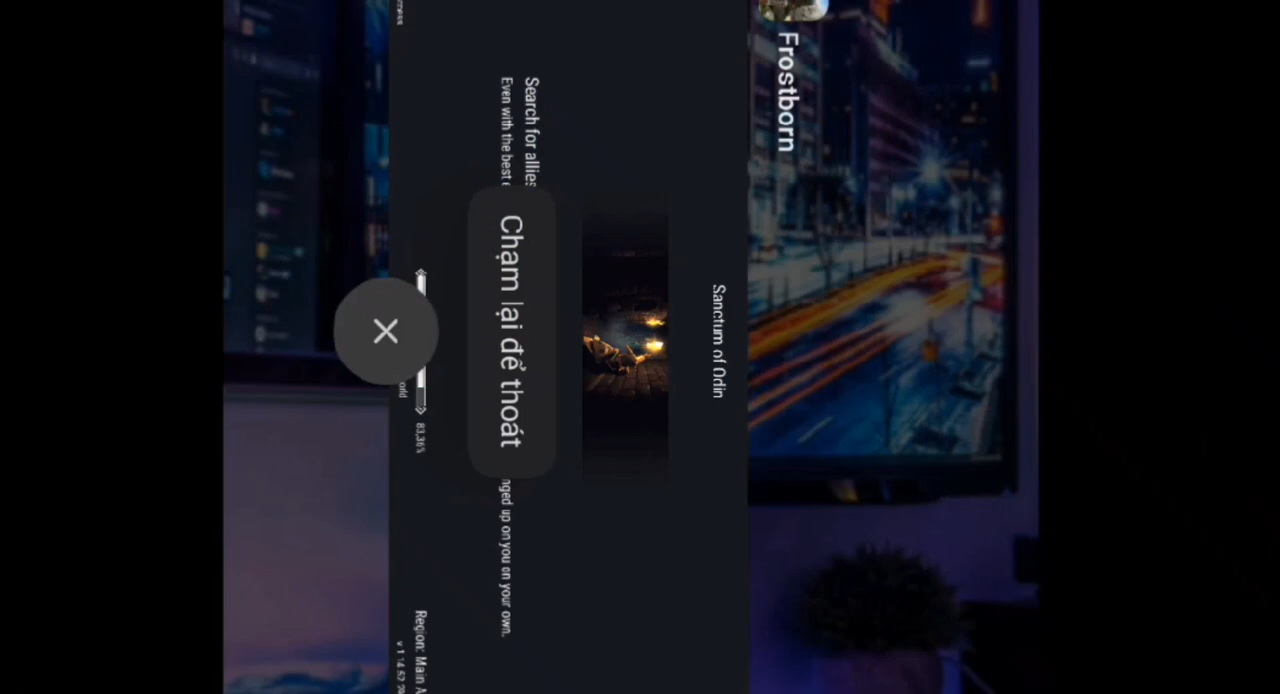 Frostborn
Sanctum of Odin
Search for allies
Even with the best
Chạm lại để thoát
up on you on your own.
83,36%
Region: Main